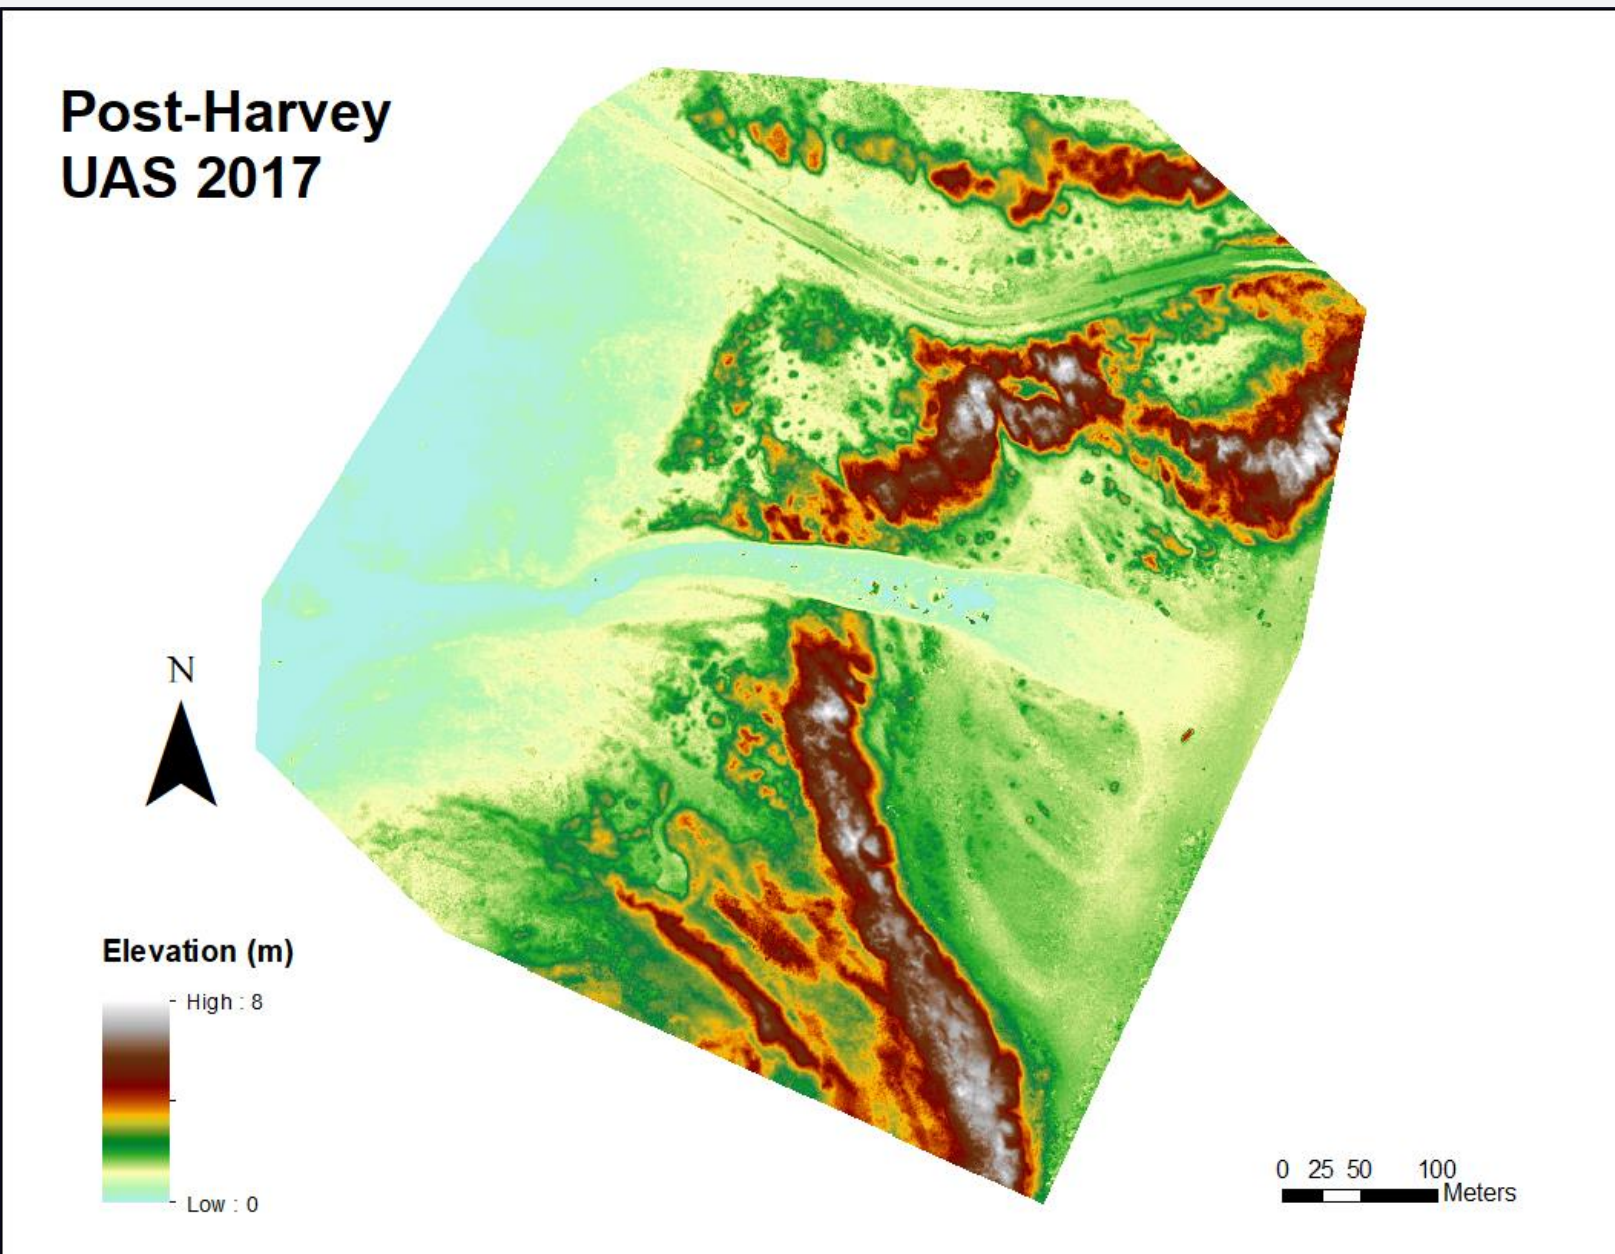 Post-Harvey
UAS 2017
N
Elevation (m)
High : 8
Low : 0
0 25 50 100
Meters